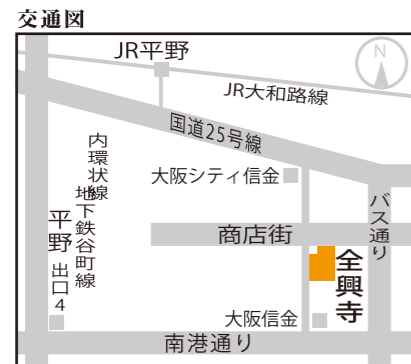 交通図
JR平野
N
JR大和路線
国道25号線
内環状線
地下鉄谷町線
平野
出口4
大阪シティ信金
バス通り
商店街
全興寺
大阪信金
南港通り